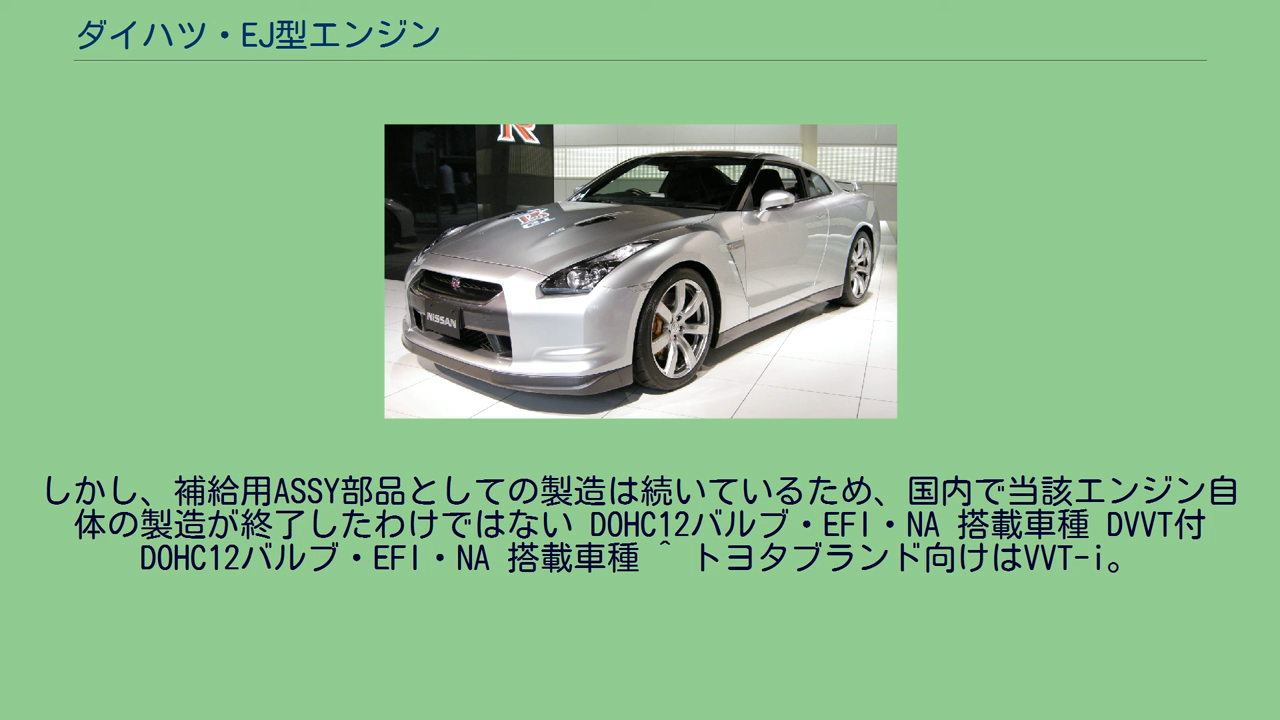 ダイハツ・EJ型エンジン
R
NISSAN
しかし、補給用ASSY部品としての製造は続いているため、国内で当該エンジン自
体の製造が終了したわけではない DOHC12バルブ・EFI・NA 搭載車種 DVVT付
DOHC12バルブ・EFI・NA 搭載車種 ^ トヨタブランド向けはVVT-i。